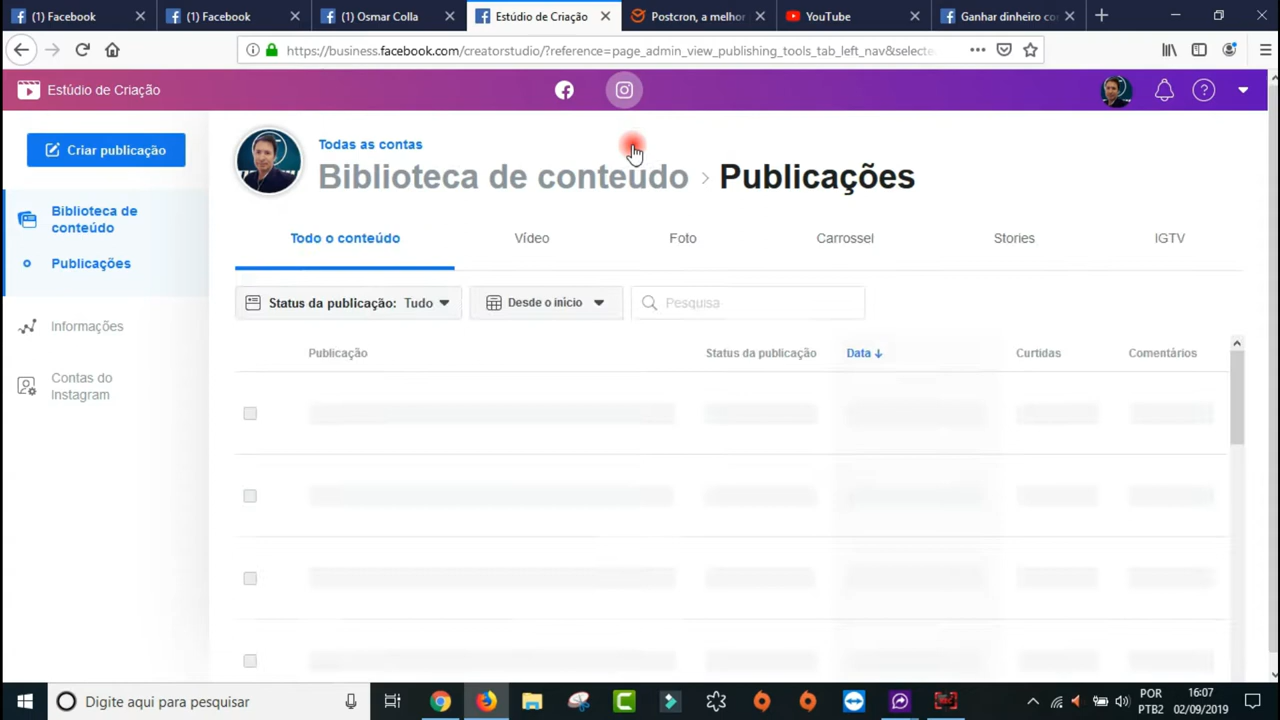 (1) Facebook
(1) Facebook
(1) Osmar Colla
Estúdio de Criação
Postcron, a melhor
YouTube
Ganhar dinheiro co
https://business.facebook.com/creatorstudio/?reference=page_admin_view_publishing_tools_tab_left_nav&selecte
Estúdio de Criação
Criar publicação
Todas as contas
Biblioteca de conteúdo > Publicações
Biblioteca de
conteúdo
Publicações
Informações
Contas do
Instagram
Todo o conteúdo
Vídeo
Foto
Carrossel
Stories
IGTV
Status da publicação: Tudo
Desde o início
Pesquisa
Publicação
Status da publicação
Data ↓
Curtidas
Comentários
Digite aqui para pesquisar
POR
PTB2
16:07
02/09/2019